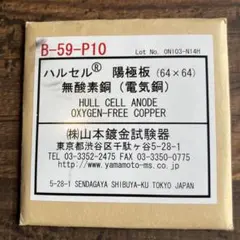 B-59-P10
Lot No. ON103-N14H
ハルセル® 陽極板 (64×64)
無酸素銅（電気銅）
HULL CELL ANODE
OXYGEN-FREE COPPER
㈱山本鍍金試験器
東京都渋谷区千駄ヶ谷5-28-1
TEL 03-3352-2475 FAX 03-3350-0775
www.yamamoto-ms.co.jp
5-28-1 SENDAGAYA SHIBUYA-KU TOKYO JAPAN